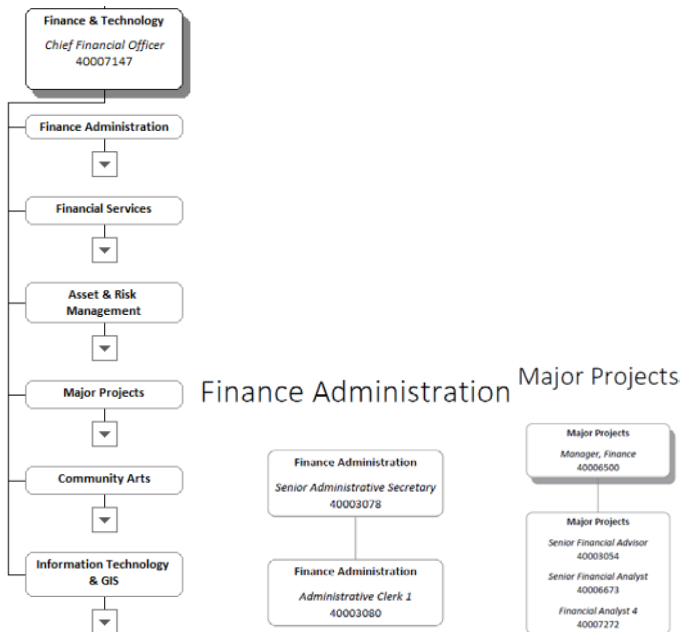 Finance & Technology
Chief Financial Officer
40007147
Finance Administration
Financial Services
Asset & Risk
Management
Major Projects
Community Arts
Information Technology
& GIS
Finance Administration
Finance Administration
Senior Administrative Secretary
40003078
Finance Administration
Administrative Clerk 1
40003080
Major Projects
Major Projects
Manager, Finance
40006500
Major Projects
Senior Financial Advisor
40003054
Senior Financial Analyst
40006673
Financial Analyst 4
40007272